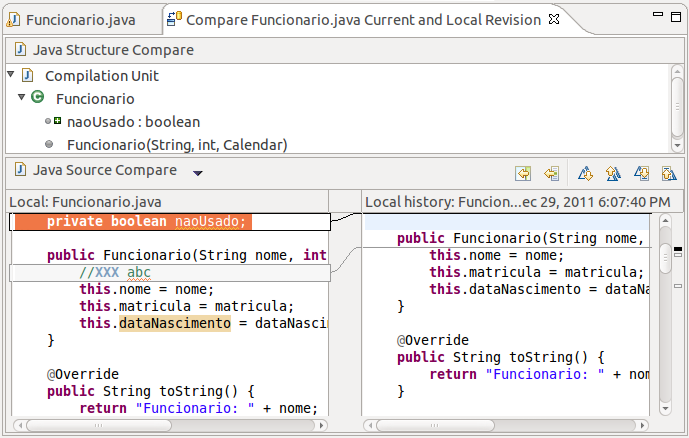 Funcionario.java
Compare Funcionario.java Current and Local Revision
Java Structure Compare
Compilation Unit
Funcionario
naoUsado : boolean
Funcionario(String, int, Calendar)
Java Source Compare
Local: Funcionario.java
Local history: Funcion...ec 29, 2011 6:07:40 PM
private boolean naoUsado;
public Funcionario(String nome, int
//XXX abc
this.nome = nome;
this.matricula = matricula;
this.dataNascimento = dataNasci
}
@Override
public String toString() {
return "Funcionario: " + nome;
public Funcionario(String nome,
this.nome = nome;
this.matricula = matricula;
this.dataNascimento = dataNa
}
@Override
public String toString() {
return "Funcionario: " + nom
}